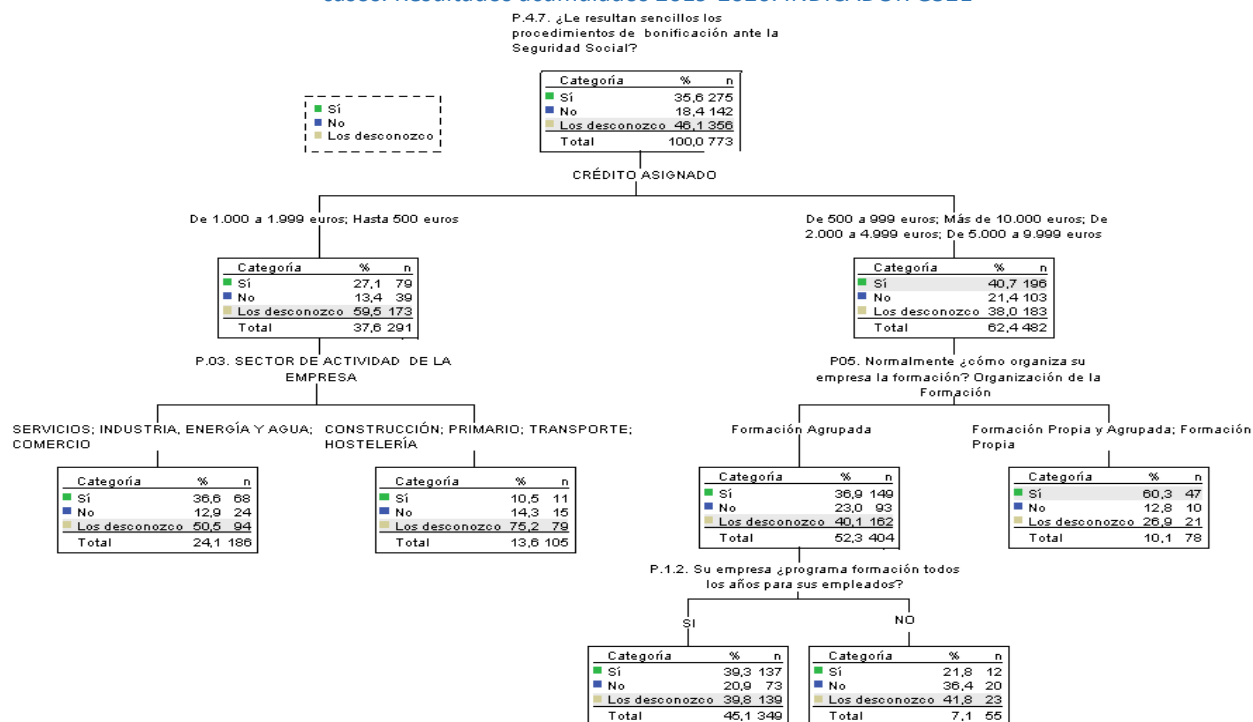 P.4.7. ¿Le resultan sencillos los
procedimientos de bonificación ante la
Seguridad Social?
Sí
No
Los desconozco
Categoría % n
Sí 35,6 275
No 18,4 142
Los desconozco 46,1 356
Total 100,0 773
CRÉDITO ASIGNADO
De 1.000 a 1.999 euros; Hasta 500 euros
Categoría % n
Sí 27,1 79
No 13,4 39
Los desconozco 59,5 173
Total 37,6 291
De 500 a 999 euros; Más de 10.000 euros; De
2.000 a 4.999 euros; De 5.000 a 9.999 euros
Categoría % n
Sí 40,7 196
No 21,4 103
Los desconozco 38,0 183
Total 62,4 482
P.03. SECTOR DE ACTIVIDAD DE LA
EMPRESA
SERVICIOS; INDUSTRIA, ENERGÍA Y AGUA;
COMERCIO
Categoría % n
Sí 36,6 68
No 12,9 24
Los desconozco 50,5 94
Total 24,1 186
CONSTRUCCIÓN; PRIMARIO; TRANSPORTE;
HOSTELERÍA
Categoría % n
Sí 10,5 11
No 14,3 15
Los desconozco 75,2 79
Total 13,6 105
P05. Normalmente ¿cómo organiza su
empresa la formación? Organización de la
Formación
Formación Agrupada
Categoría % n
Sí 36,9 149
No 23,0 93
Los desconozco 40,1 162
Total 52,3 404
Formación Propia y Agrupada; Formación
Propia
Categoría % n
Sí 60,3 47
No 12,8 10
Los desconozco 26,9 21
Total 10,1 78
P.1.2. Su empresa ¿programa formación todos
los años para sus empleados?
SI
Categoría % n
Sí 39,3 137
No 20,9 73
Los desconozco 39,8 139
Total 45,1 349
NO
Categoría % n
Sí 21,8 12
No 36,4 20
Los desconozco 41,8 23
Total 7,1 55